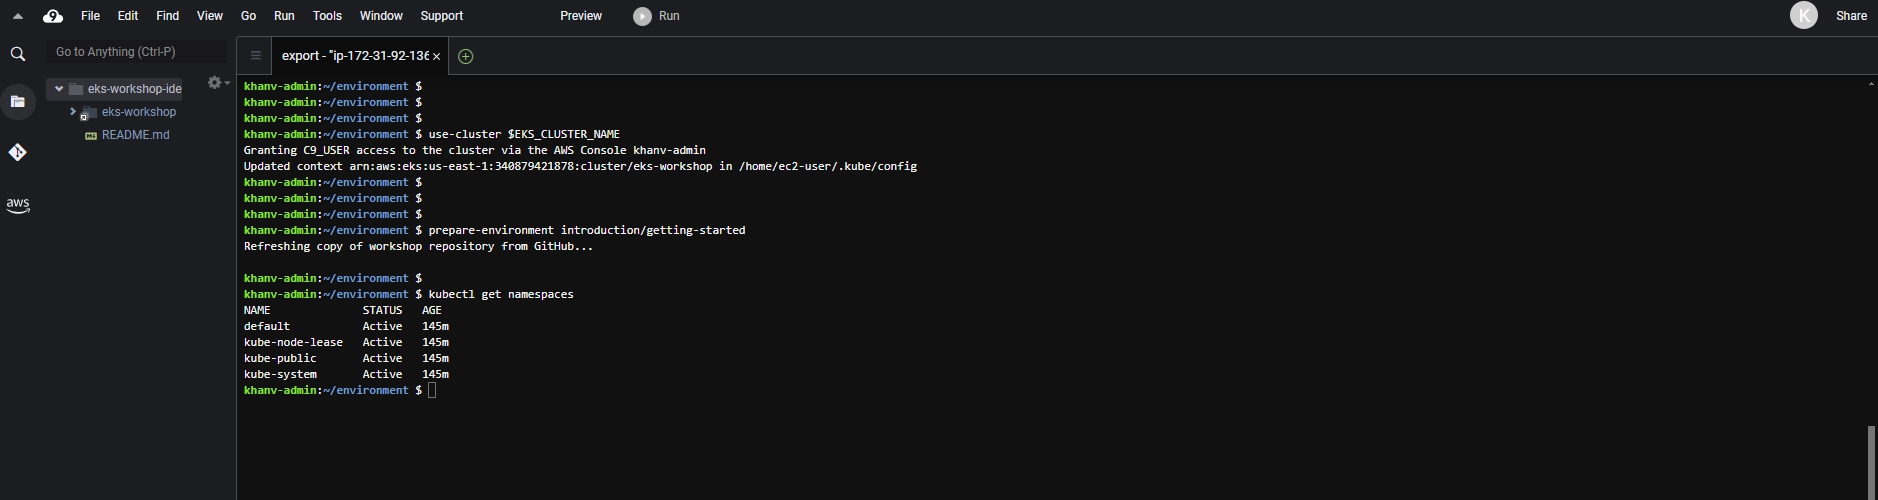 9 File Edit Find View Go Run Tools Window Support Preview Run K Share
Go to Anything (Ctrl-P)
export - "ip-172-31-92-136 ×
eks-workshop-ide
eks-workshop
README.md
aws
khanv-admin:~/environment $
khanv-admin:~/environment $
khanv-admin:~/environment $
khanv-admin:~/environment $ use-cluster $EKS_CLUSTER_NAME
Granting C9_USER access to the cluster via the AWS Console khanv-admin
Updated context arn:aws:eks:us-east-1:340879421878:cluster/eks-workshop in /home/ec2-user/.kube/config
khanv-admin:~/environment $
khanv-admin:~/environment $
khanv-admin:~/environment $
khanv-admin:~/environment $ prepare-environment introduction/getting-started
Refreshing copy of workshop repository from GitHub...
khanv-admin:~/environment $
khanv-admin:~/environment $ kubectl get namespaces
NAME STATUS AGE
default Active 145m
kube-node-lease Active 145m
kube-public Active 145m
kube-system Active 145m
khanv-admin:~/environment $